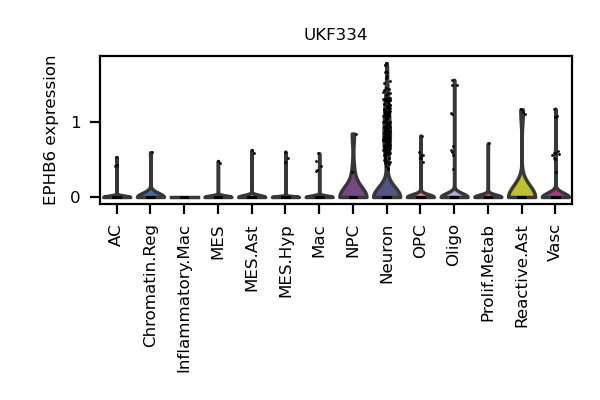 UKF334
EPHB6 expression
1
0
AC
Chromatin.Reg
Inflammatory.Mac
MES
MES.Ast
MES.Hyp
Mac
NPC
Neuron
OPC
Oligo
Prolif.Metab
Reactive.Ast
Vasc